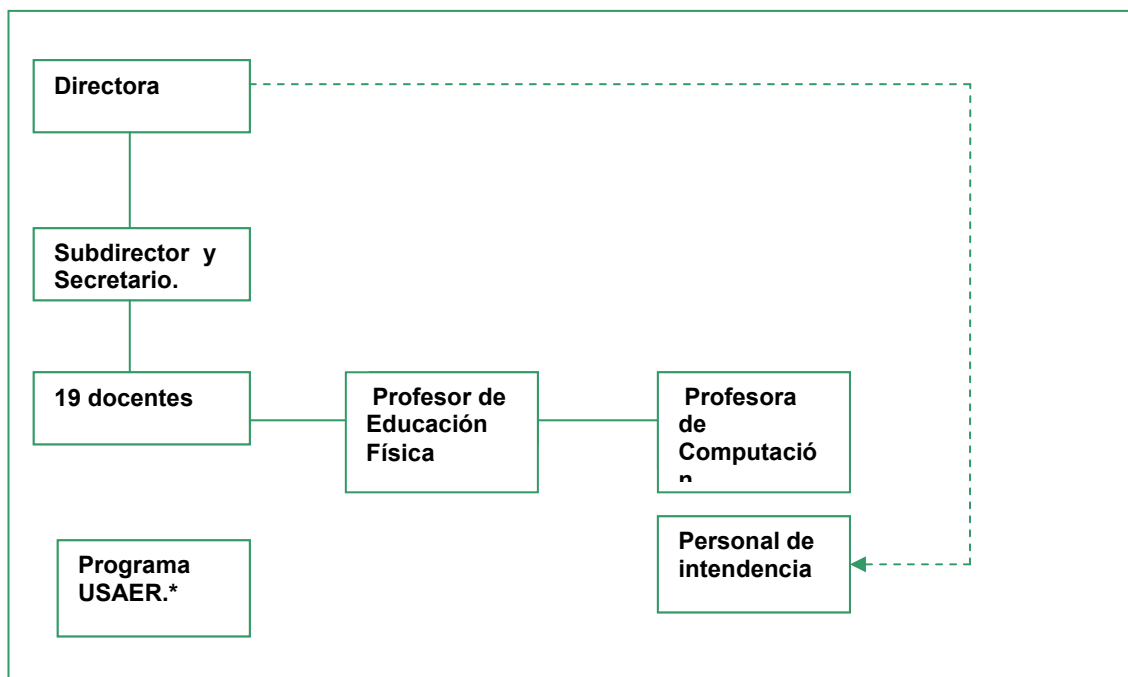 Directora
Subdirector y
Secretario.
19 docentes
Profesor de
Educación
Física
Profesora
de
Computació
n
Programa
USAER.*
Personal de
intendencia